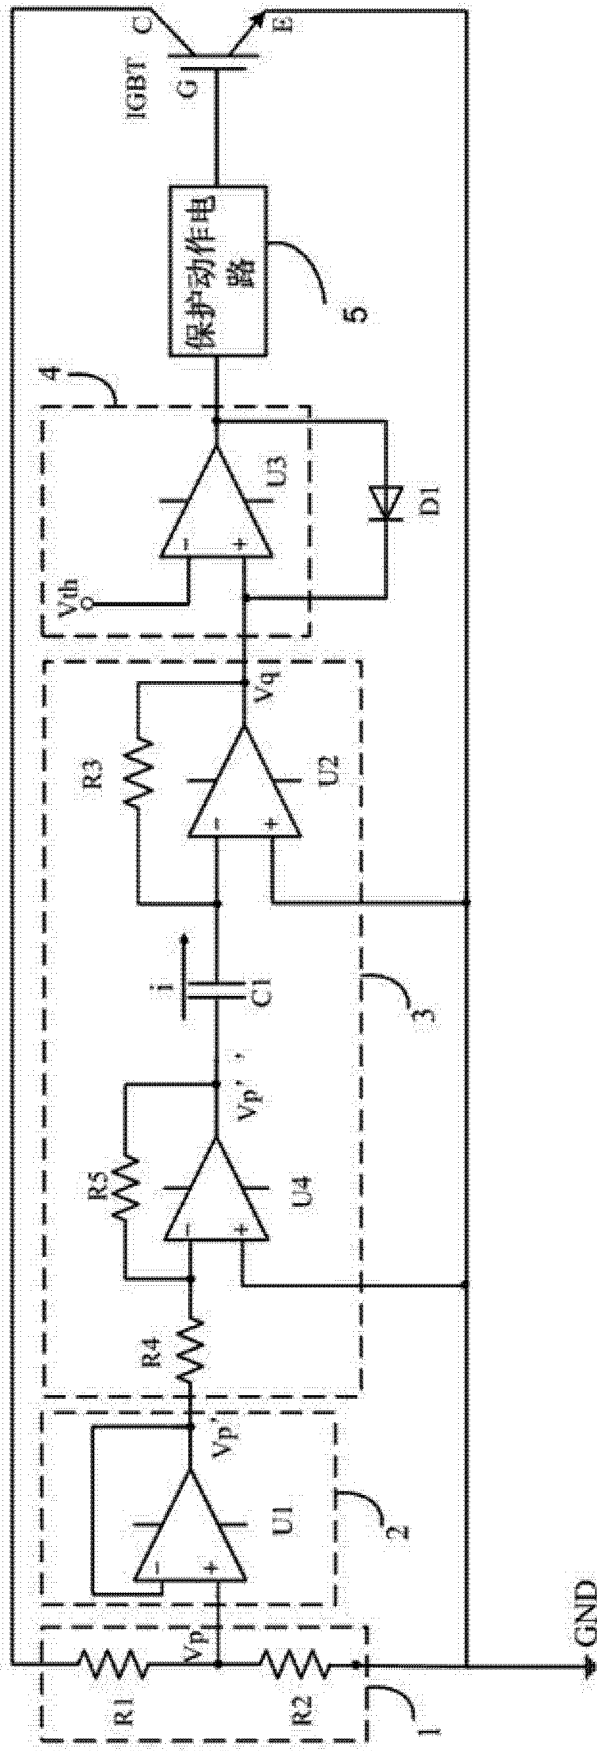 R1
R2
Vp
1
−
+
U1
Vp'
2
R4
R5
−
+
U4
Vp' '
i
C1
3
R3
−
+
U2
Vq
Vth
−
+
U3
4
D1
保护动作电
路
5
IGBT
G
C
E
GND